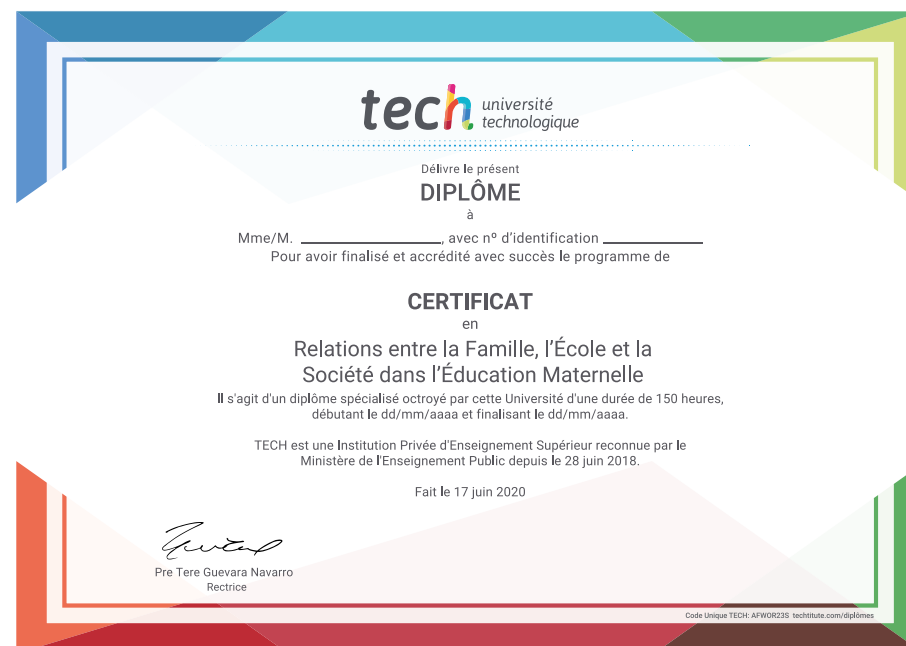 tech université
technologique
Délivre le présent
DIPLÔME
à
Mme/M. ____________________, avec nº d'identification ______________
Pour avoir finalisé et accrédité avec succès le programme de
CERTIFICAT
en
Relations entre la Famille, l'École et la
Société dans l'Éducation Maternelle
Il s'agit d'un diplôme spécialisé octroyé par cette Université d'une durée de 150 heures,
débutant le dd/mm/aaaa et finalisant le dd/mm/aaaa.
TECH est une Institution Privée d'Enseignement Supérieur reconnue par le
Ministère de l'Enseignement Public depuis le 28 juin 2018.
Fait le 17 juin 2020
Pre Tere Guevara Navarro
Rectrice
Code Unique TECH: AFWOR23S techtitute.com/diplômes